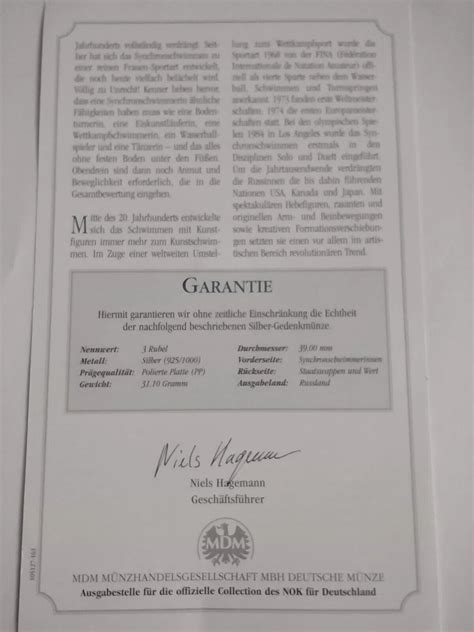 Jahrhunderts vollständig verdrängt. Seit-
her hat sich das Synchronschwimmen zu
einer reinen Frauen-Sportart entwickelt,
die noch heute vielfach belächelt wird.
Völlig zu Unrecht! Kenner heben hervor,
dass eine Synchronschwimmerin ähnliche
Fähigkeiten haben muss wie eine Boden-
turnerin, eine Eiskunstläuferin, eine
Wettkampfschwimmerin, ein Wasserball-
spieler und eine Tänzerin – und das alles
ohne festen Boden unter den Füßen.
Obendrein sind dann noch Anmut und
Beweglichkeit erforderlich, die in die
Gesamtbewertung eingehen.
Mitte des 20. Jahrhunderts entwickelte
sich das Schwimmen mit Kunst-
figuren immer mehr zum Kunstschwim-
men. Im Zuge einer weltweiten Umstel-
lung zum Wettkampfsport wurde die
Sportart 1968 von der FINA (Fédération
Internationale de Natation Amateur) offi-
ziell als vierte Sparte neben dem Wasser-
ball, Schwimmen und Turmspringen
anerkannt. 1973 fanden erste Weltmeister-
schaften, 1974 die ersten Europameister-
schaften statt. Bei den olympischen Spie-
len 1984 in Los Angeles wurde das Syn-
chronschwimmen erstmals in den
Disziplinen Solo und Duett eingeführt.
Um die Jahrtausendwende verdrängten
die Russinnen die bis dahin führenden
Nationen USA, Kanada und Japan. Mit
spektakulären Hebefiguren, rasanten und
originellen Arm- und Beinbewegungen
sowie kreativen Formationsverschiebun-
gen setzten sie einen vor allem im artis-
tischen Bereich revolutionären Trend.
GARANTIE
Hiermit garantieren wir ohne zeitliche Einschränkung die Echtheit
der nachfolgend beschriebenen Silber-Gedenkmünze.
Nennwert: 3 Rubel Durchmesser: 39.00 mm
Metall: Silber (925/1000) Vorderseite: Synchronschwimmerinnen
Prägequalität: Polierte Platte (PP) Rückseite: Staatswappen und Wert
Gewicht: 31.10 Gramm Ausgabeland: Russland
Niels Hagemann
Niels Hagemann
Geschäftsführer
MDM
MDM MÜNZHANDELSGESELLSCHAFT MBH DEUTSCHE MÜNZE
Ausgabestelle für die offizielle Collection des NOK für Deutschland